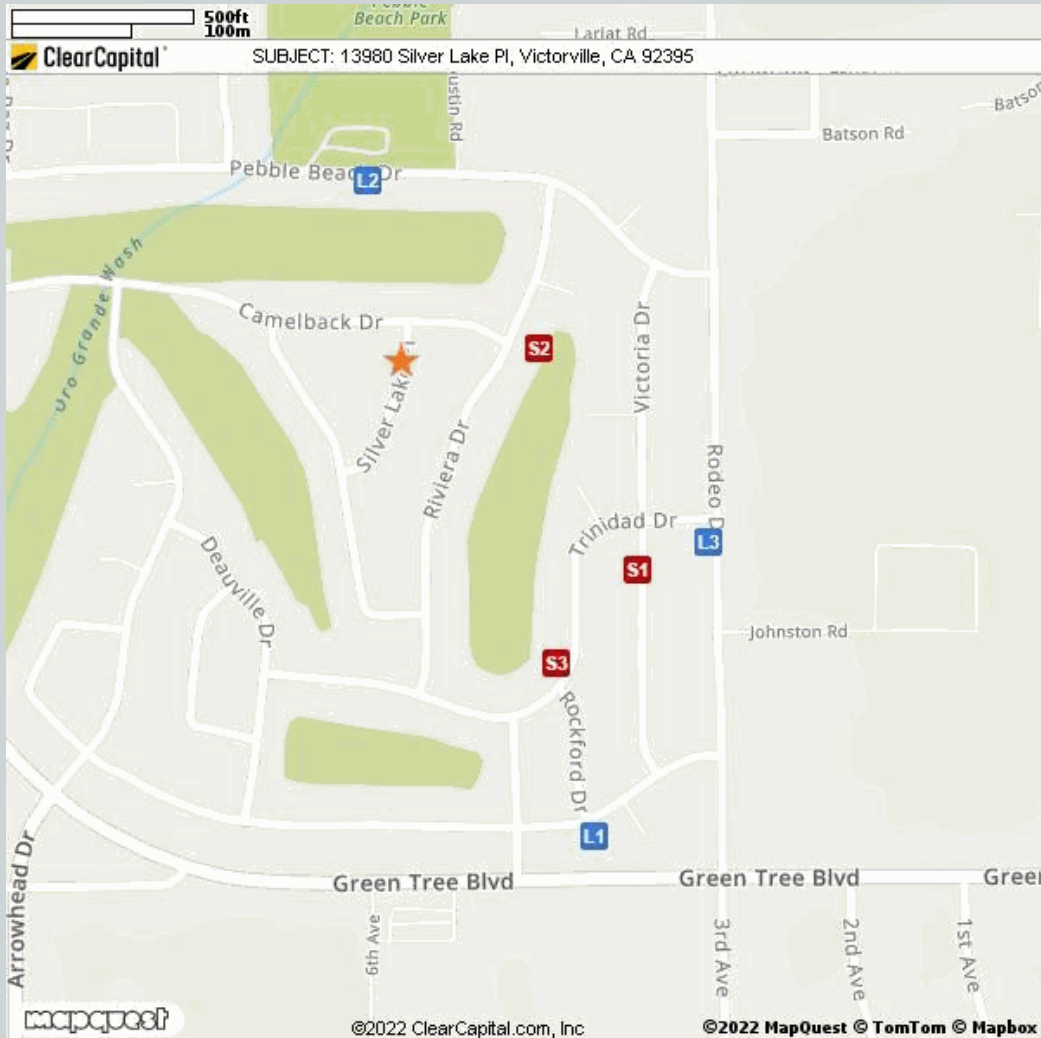 500ft
100m
Pebble
Beach Park
Lariat Rd
ClearCapital
SUBJECT: 13980 Silver Lake Pl, Victorville, CA 92395
Batson
Batson Rd
Pebble Beach Dr
L2
Oro Grande Wash
Camelback Dr
S2
Victoria Dr
Silver Lake Pl
Riviera Dr
Rodeo D
Trinidad Dr
L3
S1
Deauville Dr
Johnston Rd
S3
Rockford Dr
L1
Arrowhead Dr
Green Tree Blvd
Green Tree Blvd
Green
6th Ave
3rd Ave
2nd Ave
1st Ave
mapquest
©2022 ClearCapital.com, Inc
©2022 MapQuest © TomTom © Mapbox